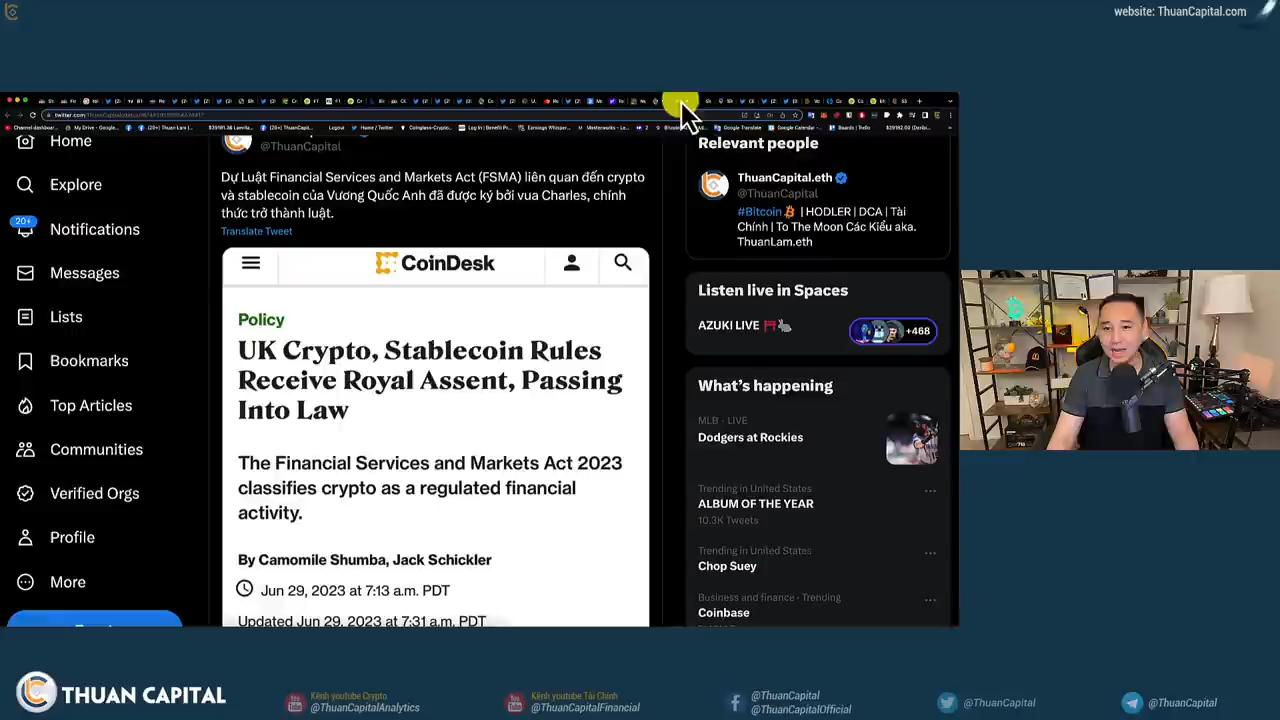 website: ThuanCapital.com
Home
Explore
20+
Notifications
Messages
Lists
Bookmarks
Top Articles
Communities
Verified Orgs
Profile
More
@ThuanCapital
Dự Luật Financial Services and Markets Act (FSMA) liên quan đến crypto
và stablecoin của Vương Quốc Anh đã được ký bởi vua Charles, chính
thức trở thành luật.
Translate Tweet
CoinDesk
Policy
UK Crypto, Stablecoin Rules
Receive Royal Assent, Passing
Into Law
The Financial Services and Markets Act 2023
classifies crypto as a regulated financial
activity.
By Camomile Shumba, Jack Schickler
Jun 29, 2023 at 7:13 a.m. PDT
Updated Jun 29, 2023 at 7:31 a.m. PDT
Relevant people
ThuanCapital.eth
@ThuanCapital
#Bitcoin | HODLER | DCA | Tài
Chính | To The Moon Các Kiểu aka.
ThuanLam.eth
Listen live in Spaces
AZUKI LIVE
+468
What's happening
MLB · LIVE
Dodgers at Rockies
Trending in United States
ALBUM OF THE YEAR
10.3K Tweets
Trending in United States
Chop Suey
Business and finance · Trending
Coinbase
THUAN CAPITAL
Kênh youtube Crypto
@ThuanCapitalAnalytics
Kênh youtube Tài Chính
@ThuanCapitalFinancial
@ThuanCapital
@ThuanCapitalOfficial
@ThuanCapital
@ThuanCapital